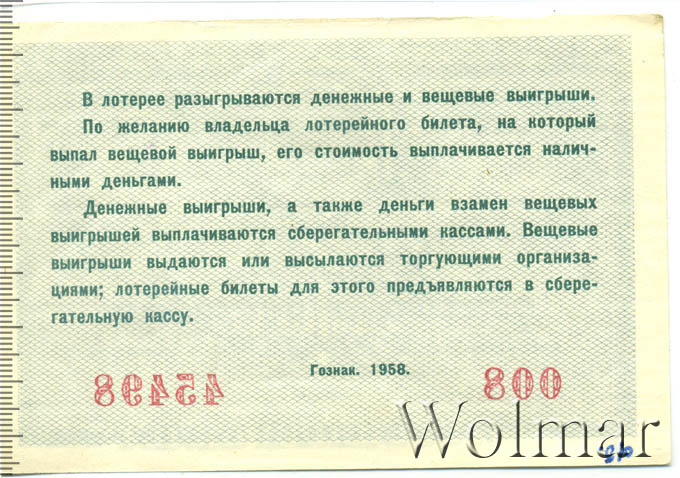 В лотерее разыгрываются денежные и вещевые выигрыши.
По желанию владельца лотерейного билета, на который
выпал вещевой выигрыш, его стоимость выплачивается налич-
ными деньгами.
Денежные выигрыши, а также деньги взамен вещевых
выигрышей выплачиваются сберегательными кассами. Вещевые
выигрыши выдаются или высылаются торгующими организа-
циями; лотерейные билеты для этого предъявляются в сбере-
гательную кассу.
Гознак. 1958.
45498 008
Wolmar